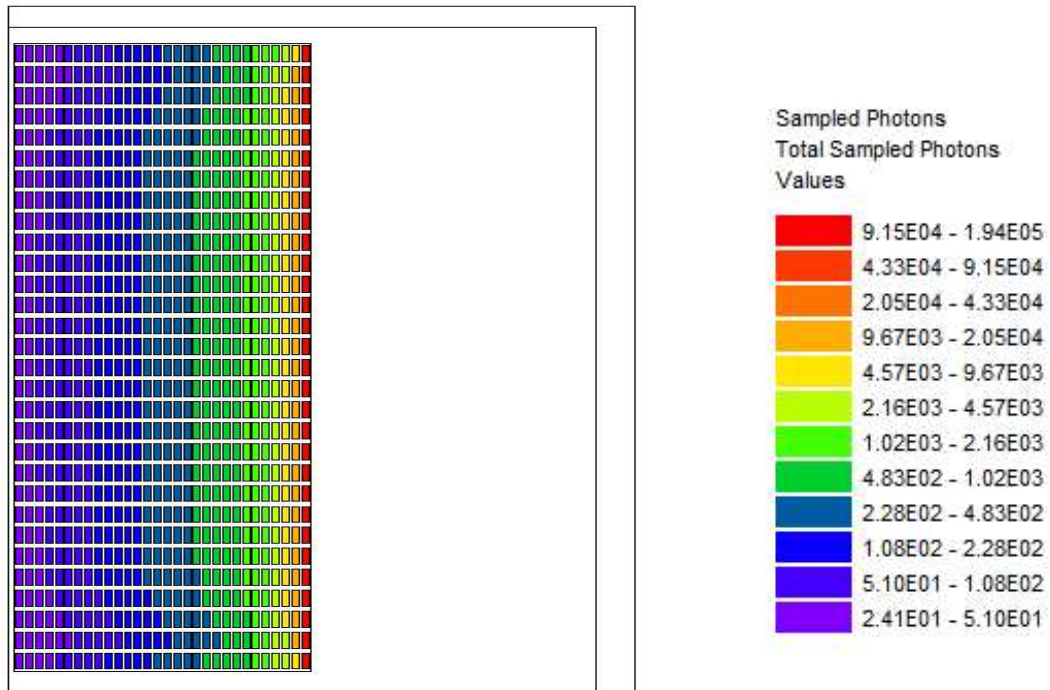 Sampled Photons
Total Sampled Photons
Values
9.15E04 - 1.94E05
4.33E04 - 9.15E04
2.05E04 - 4.33E04
9.67E03 - 2.05E04
4.57E03 - 9.67E03
2.16E03 - 4.57E03
1.02E03 - 2.16E03
4.83E02 - 1.02E03
2.28E02 - 4.83E02
1.08E02 - 2.28E02
5.10E01 - 1.08E02
2.41E01 - 5.10E01